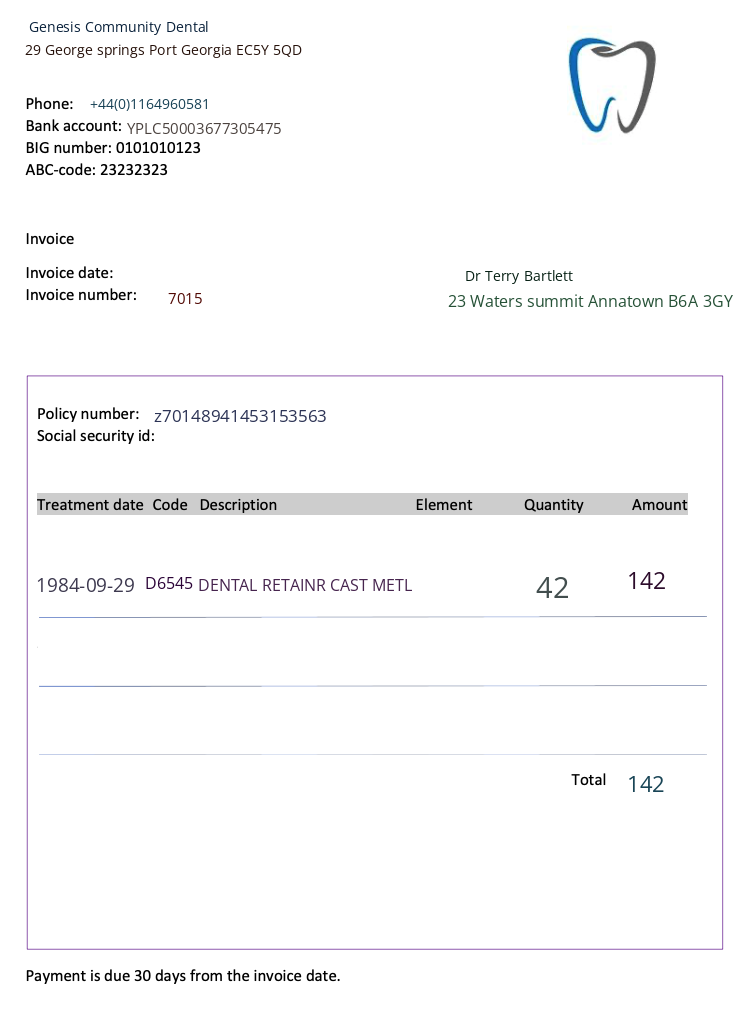 Genesis Community Dental
29 George springs Port Georgia EC5Y 5QD
Phone: +44(0)1164960581
Bank account: YPLC50003677305475
BIG number: 0101010123
ABC-code: 23232323
Invoice
Invoice date:
Dr Terry Bartlett
Invoice number: 7015
23 Waters summit Annatown B6A 3GY
Policy number: z70148941453153563
Social security id:
Treatment date Code Description Element Quantity Amount
1984-09-29 D6545 DENTAL RETAINR CAST METL 42 142
Total 142
Payment is due 30 days from the invoice date.